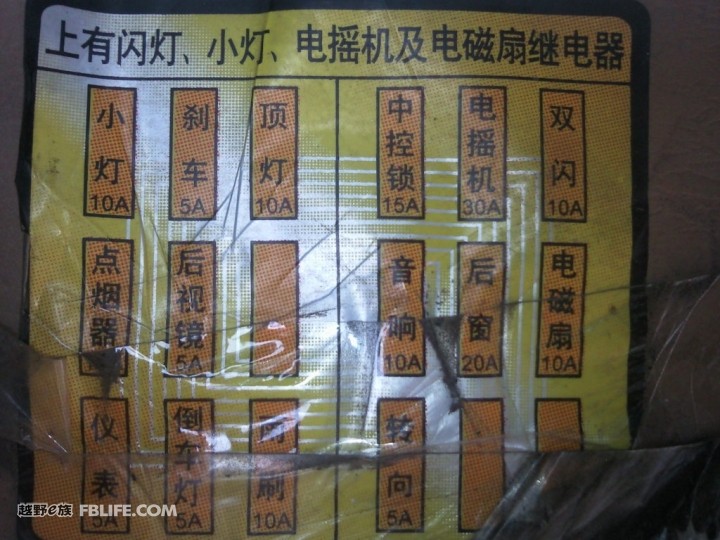 上有闪灯、小灯、电摇机及电磁扇继电器
小灯 10A
刹车 5A
顶灯 10A
中控锁 15A
电摇机 30A
双闪 10A
点烟器
后视镜 5A
音响 10A
后窗 20A
电磁扇 10A
仪表 5A
倒车灯 5A
雨刷 10A
转向 5A
越野e族 FBLIFE.COM